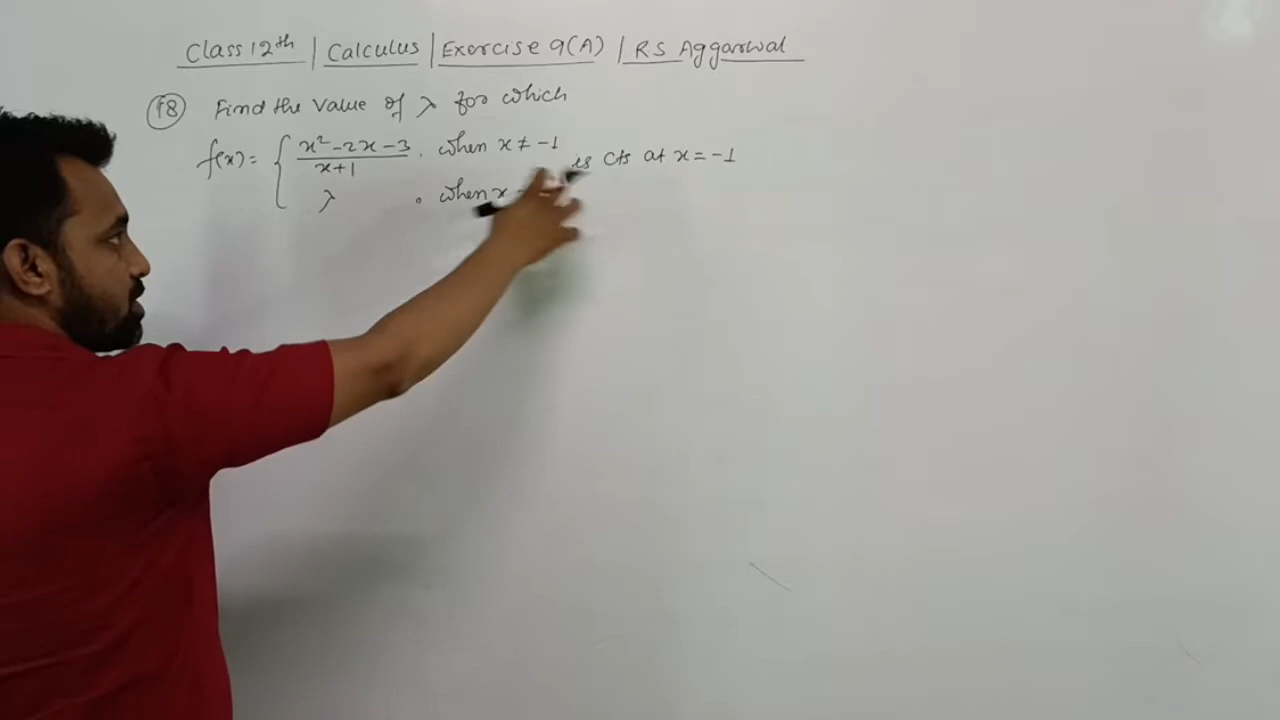 Class 12th | Calculus | Exercise 9(A) | RS Aggarwal
(18) Find the value of λ for which
f(x) = { x² - 2x - 3 / x + 1 , when x ≠ -1
is cts at x = -1
λ , when x